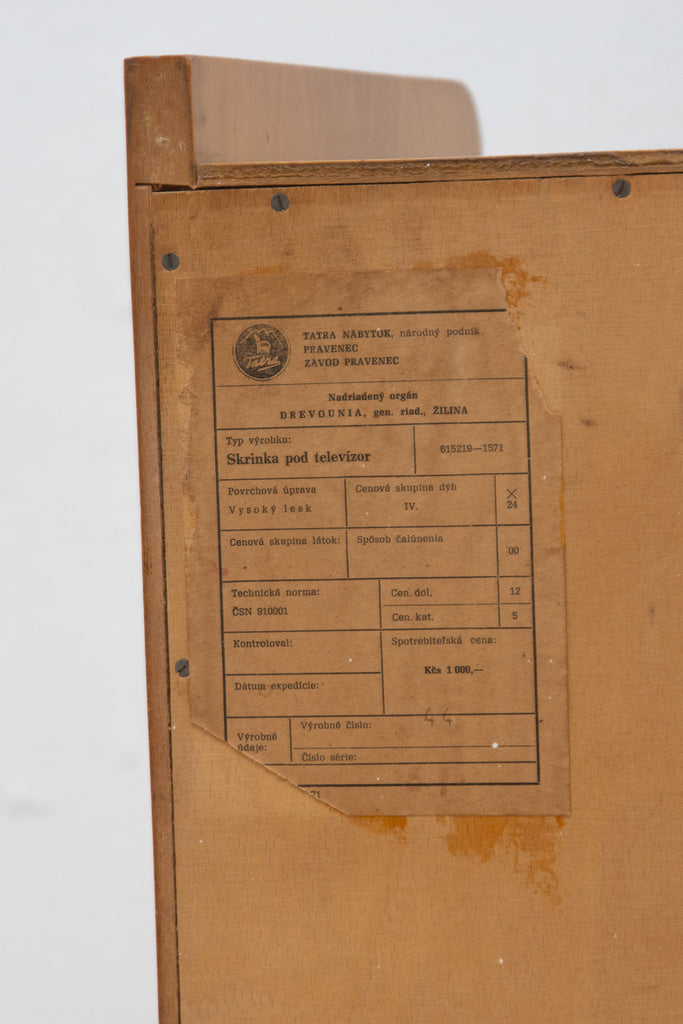 Tatra
TATRA NÁBYTOK, národný podnik
PRAVENEC
ZÁVOD PRAVENEC
Nadriadený orgán
DREVOUNIA, gen. riad., ŽILINA
Typ výrobku:
Skrinka pod televízor
615219—1571
Povrchová úprava
Vysoký lesk
Cenová skupina dýh
IV.
X
24
Cenová skupina látok:
Spôsob čalúnenia
00
Technická norma:
ČSN 910001
Cen. dol.
12
Cen. kat.
5
Kontroloval:
Spotrebiteľská cena:
Kčs 1 000,—
Dátum expedície:
44
Výrobné
údaje:
Výrobné číslo:
Číslo série:
71